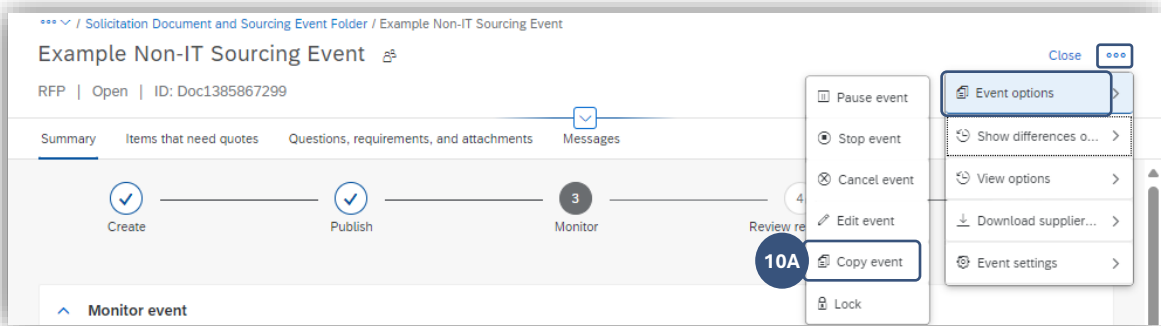 / Solicitation Document and Sourcing Event Folder / Example Non-IT Sourcing Event
Example Non-IT Sourcing Event
Close
RFP | Open | ID: Doc1385867299
Pause event
Event options
Summary
Items that need quotes
Questions, requirements, and attachments
Messages
Stop event
Show differences o...
Cancel event
View options
3
4
Create
Publish
Monitor
Review re
Edit event
Download supplier...
10A
Copy event
Event settings
Lock
Monitor event